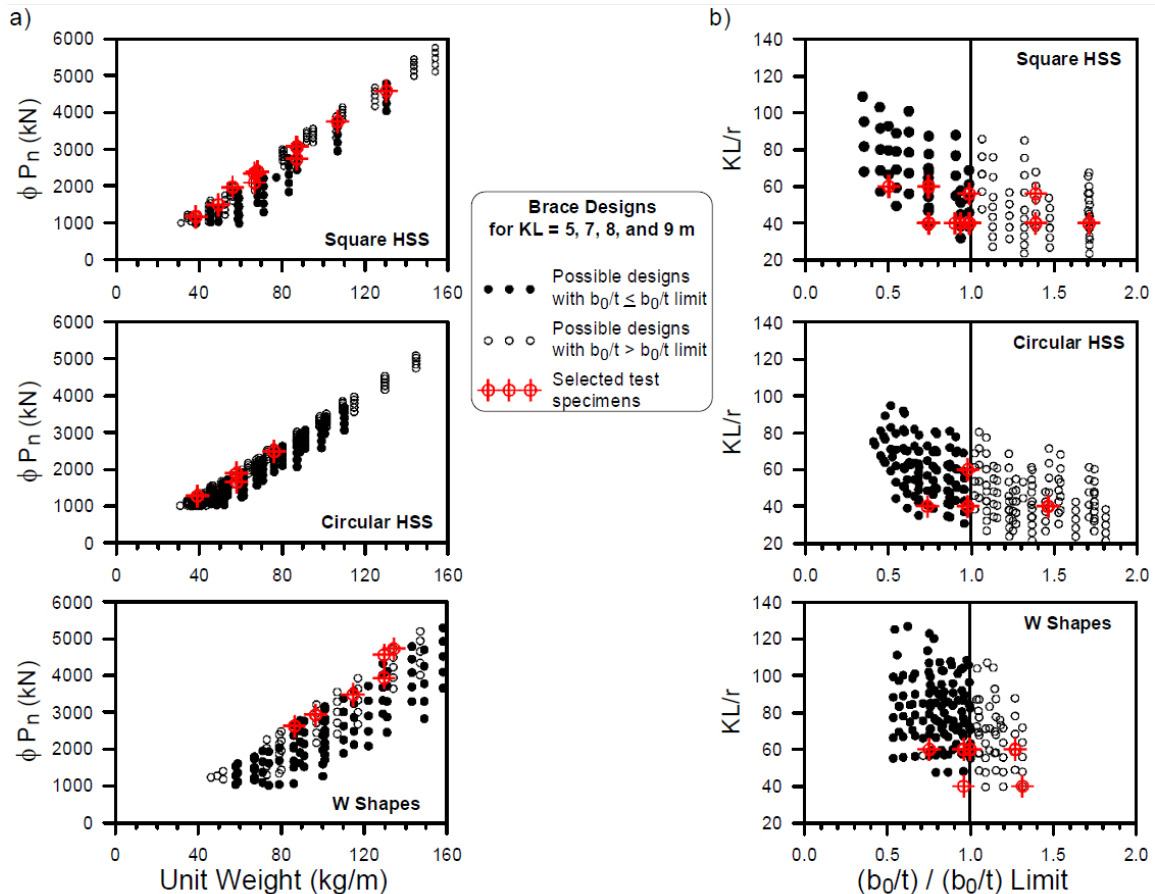 a)
b)
6000
5000
4000
3000
2000
1000
0
ϕ Pn (kN)
Square HSS
0 40 80 120 160
6000
5000
4000
3000
2000
1000
0
ϕ Pn (kN)
Circular HSS
0 40 80 120 160
6000
5000
4000
3000
2000
1000
0
ϕ Pn (kN)
W Shapes
0 40 80 120 160
Unit Weight (kg/m)
Brace Designs
for KL = 5, 7, 8, and 9 m
Possible designs
with b0/t ≤ b0/t limit
Possible designs
with b0/t > b0/t limit
Selected test
specimens
140
120
100
80
60
40
20
KL/r
Square HSS
0.0 0.5 1.0 1.5 2.0
140
120
100
80
60
40
20
KL/r
Circular HSS
0.0 0.5 1.0 1.5 2.0
140
120
100
80
60
40
20
KL/r
W Shapes
0.0 0.5 1.0 1.5 2.0
(b0/t) / (b0/t) Limit